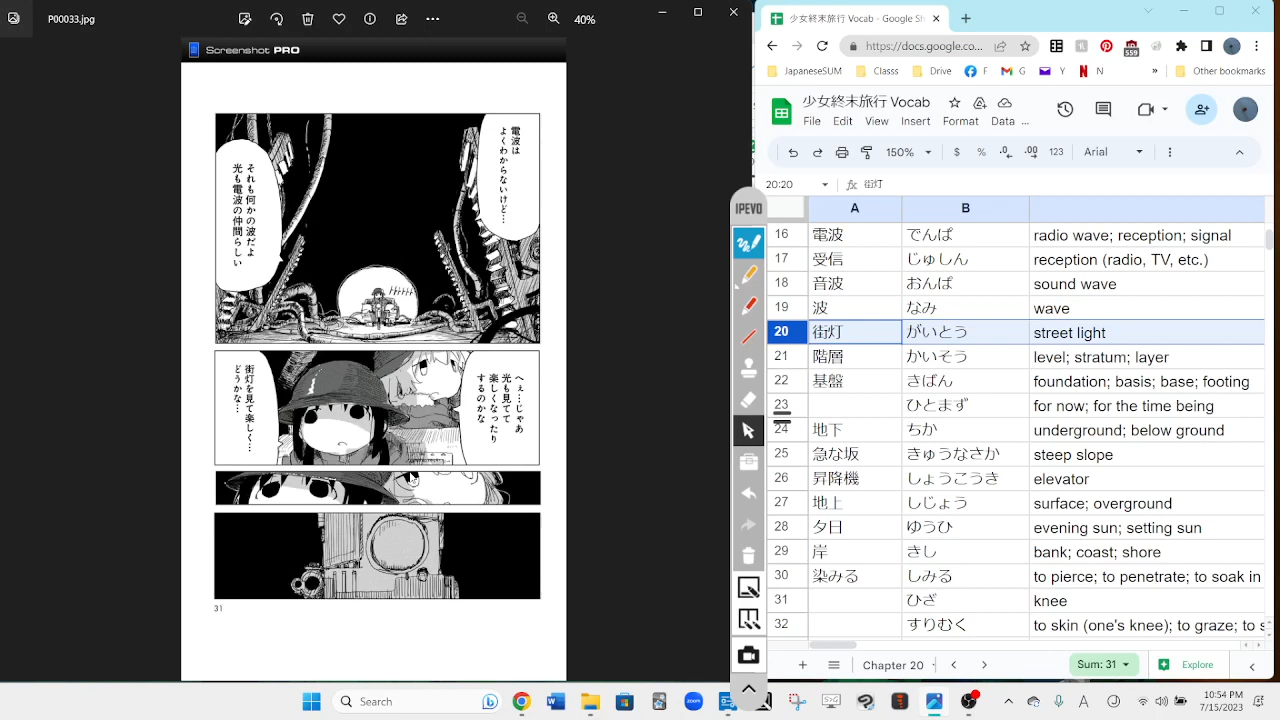 P00033.jpg
40%
Screenshot PRO
電波は
よくわからないけど…
それも何かの波だよ
光も電波の仲間らしい
へぇ…じゃあ
光も見てて
楽しくなったり
するのかな
街灯を見て楽しく…
どうかな…
31
少女終末旅行 Vocab - Google Sh
https://docs.google.co...
559
JapaneseSUM
Classs
Drive
F
G
Y
N
»
Other bookmarks
少女終末旅行 Vocab
File Edit View Insert Format Data ...
150%
$ % .0 .00 123 Arial
20:20
fx 街灯
A B
16 電波 でんぱ radio wave; reception, signal
17 受信 じゅしん reception (radio, TV, etc.)
18 音波 おんぱ sound wave
19 波 なみ wave
20 街灯 がいとう street light
21 階層 かいそう level; stratum; layer
22 基盤 きばん foundation; basis; base; footing
23 ひとまず for now; for the time being
24 地下 ちか underground; below ground
25 急な坂 きゅうなさか steep slope
26 昇降機 しょうこうき elevator
27 地上 しじょう surface; overground
28 夕日 ゆうひ evening sun; setting sun
29 岸 きし bank; coast; shore
30 染みる しみる to pierce; to penetrate, to soak in
31 ひざ knee
32 すりむく to skin (one's knee); to graze; to s
IPEVO
Chapter 20
Sum: 31
Explore
Search
zoom
10:54 PM
7/13/2023